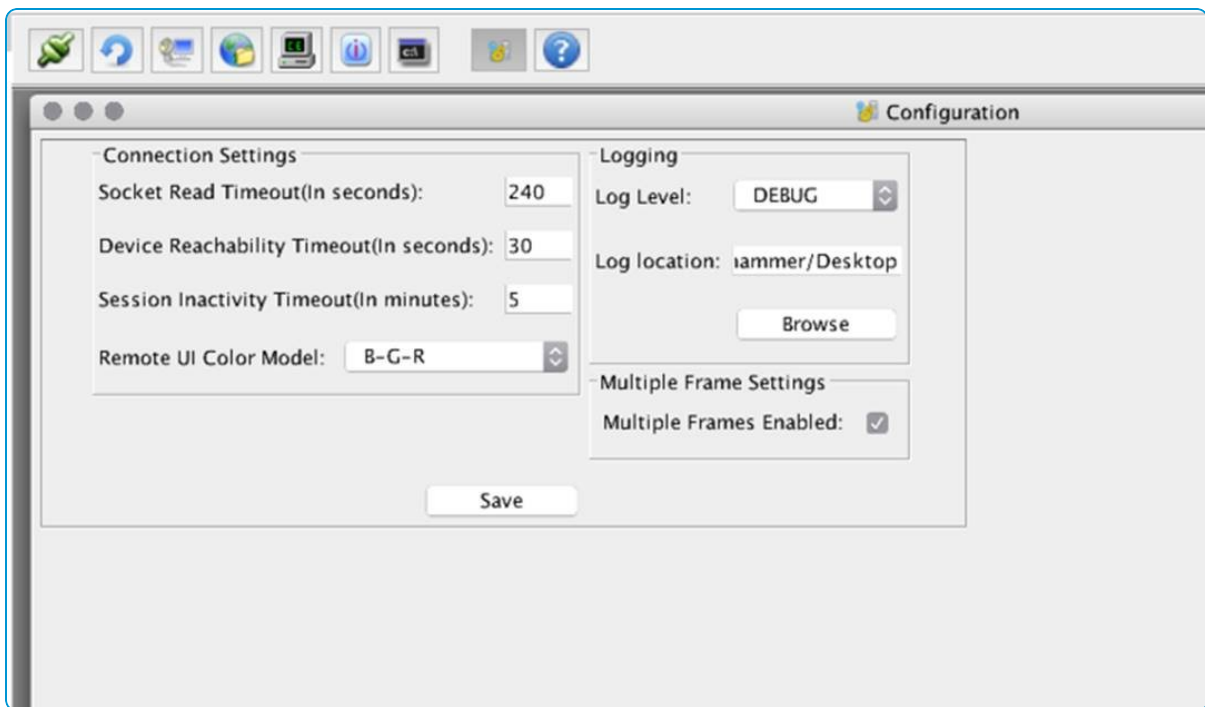 Configuration
Connection Settings
Socket Read Timeout(In seconds): 240
Device Reachability Timeout(In seconds): 30
Session Inactivity Timeout(In minutes): 5
Remote UI Color Model: B-G-R
Logging
Log Level: DEBUG
Log location: hammer/Desktop
Browse
Multiple Frame Settings
Multiple Frames Enabled:
Save